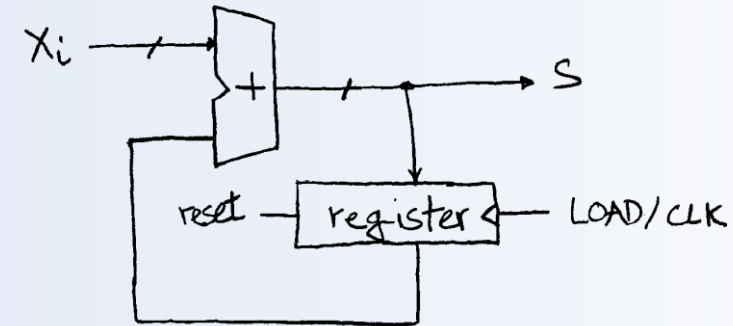 Xi
+
S
reset
register
LOAD/CLK